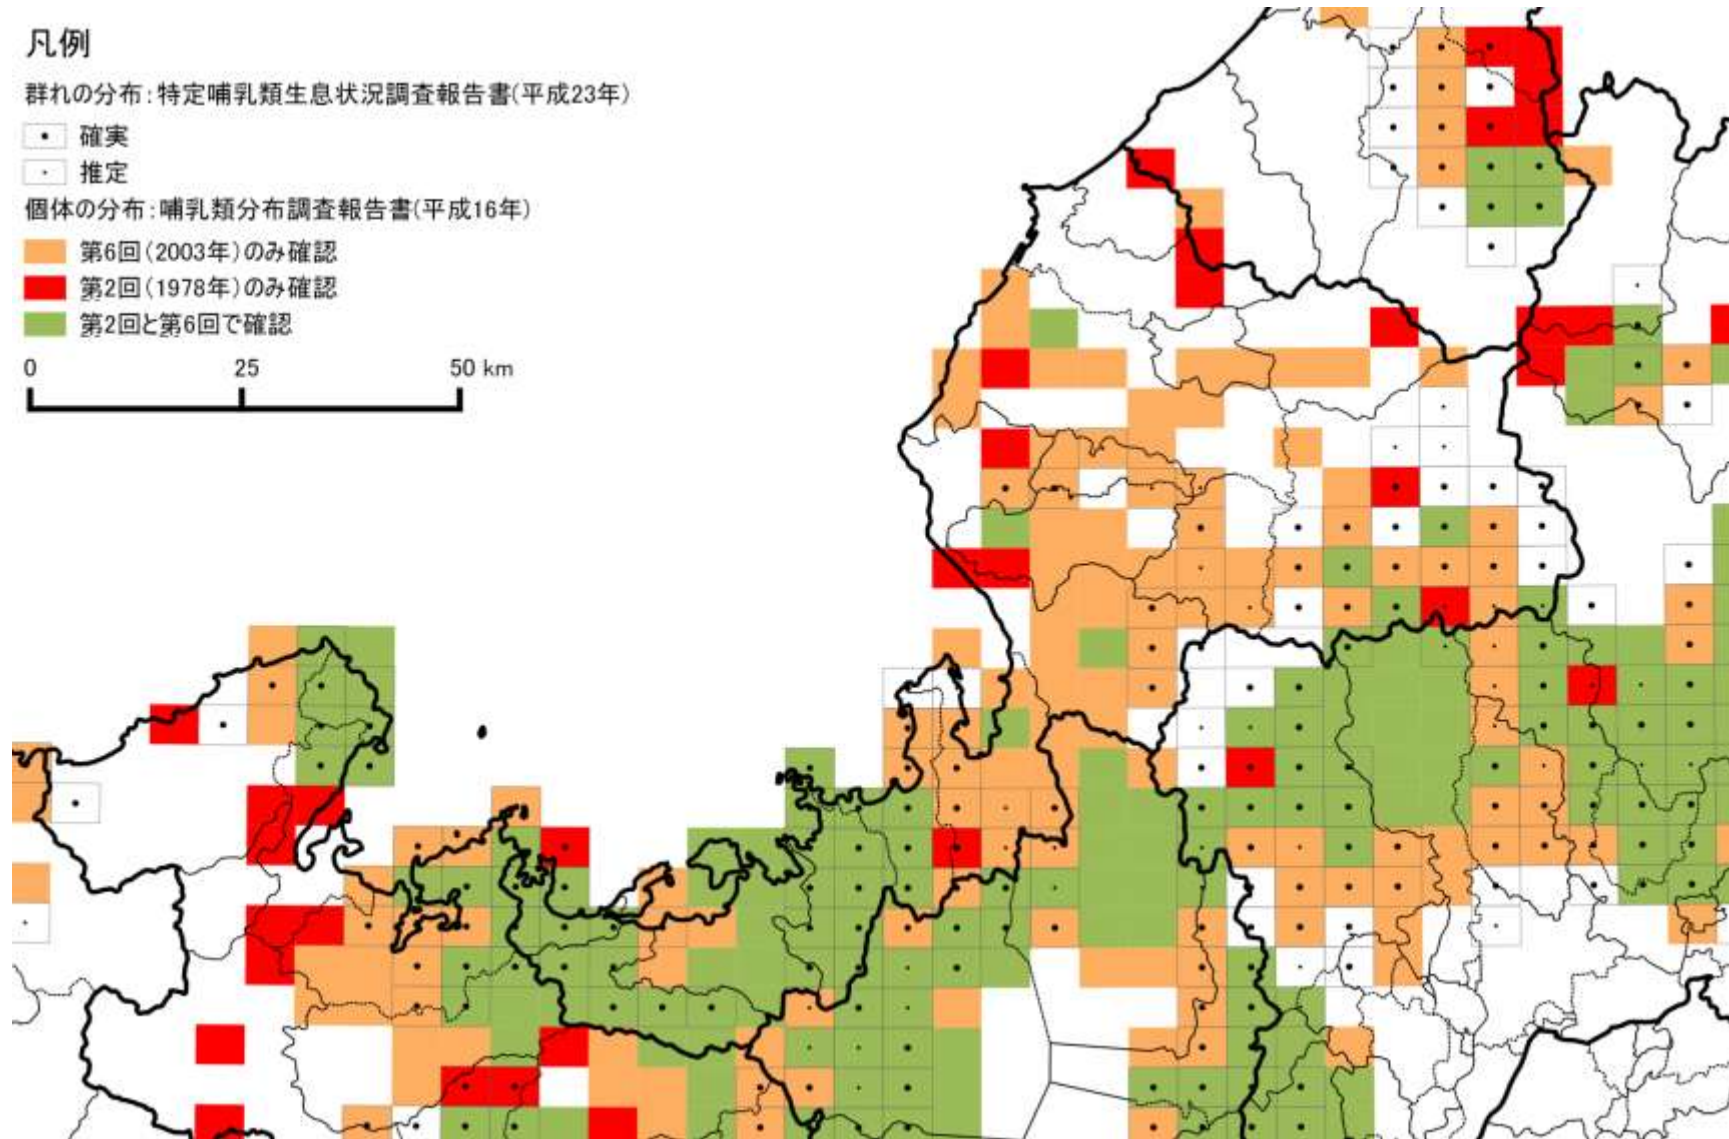 凡例
群れの分布：特定哺乳類生息状況調査報告書(平成23年)
確実
推定
個体の分布：哺乳類分布調査報告書(平成16年)
第6回(2003年)のみ確認
第2回(1978年)のみ確認
第2回と第6回で確認
0 25 50 km